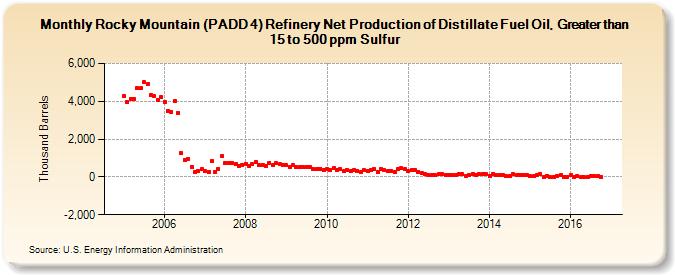 Monthly Rocky Mountain (PADD 4) Refinery Net Production of Distillate Fuel Oil, Greater than
15 to 500 ppm Sulfur
Thousand Barrels
6,000
4,000
2,000
0
-2,000
2006
2008
2010
2012
2014
2016
Source: U.S. Energy Information Administration